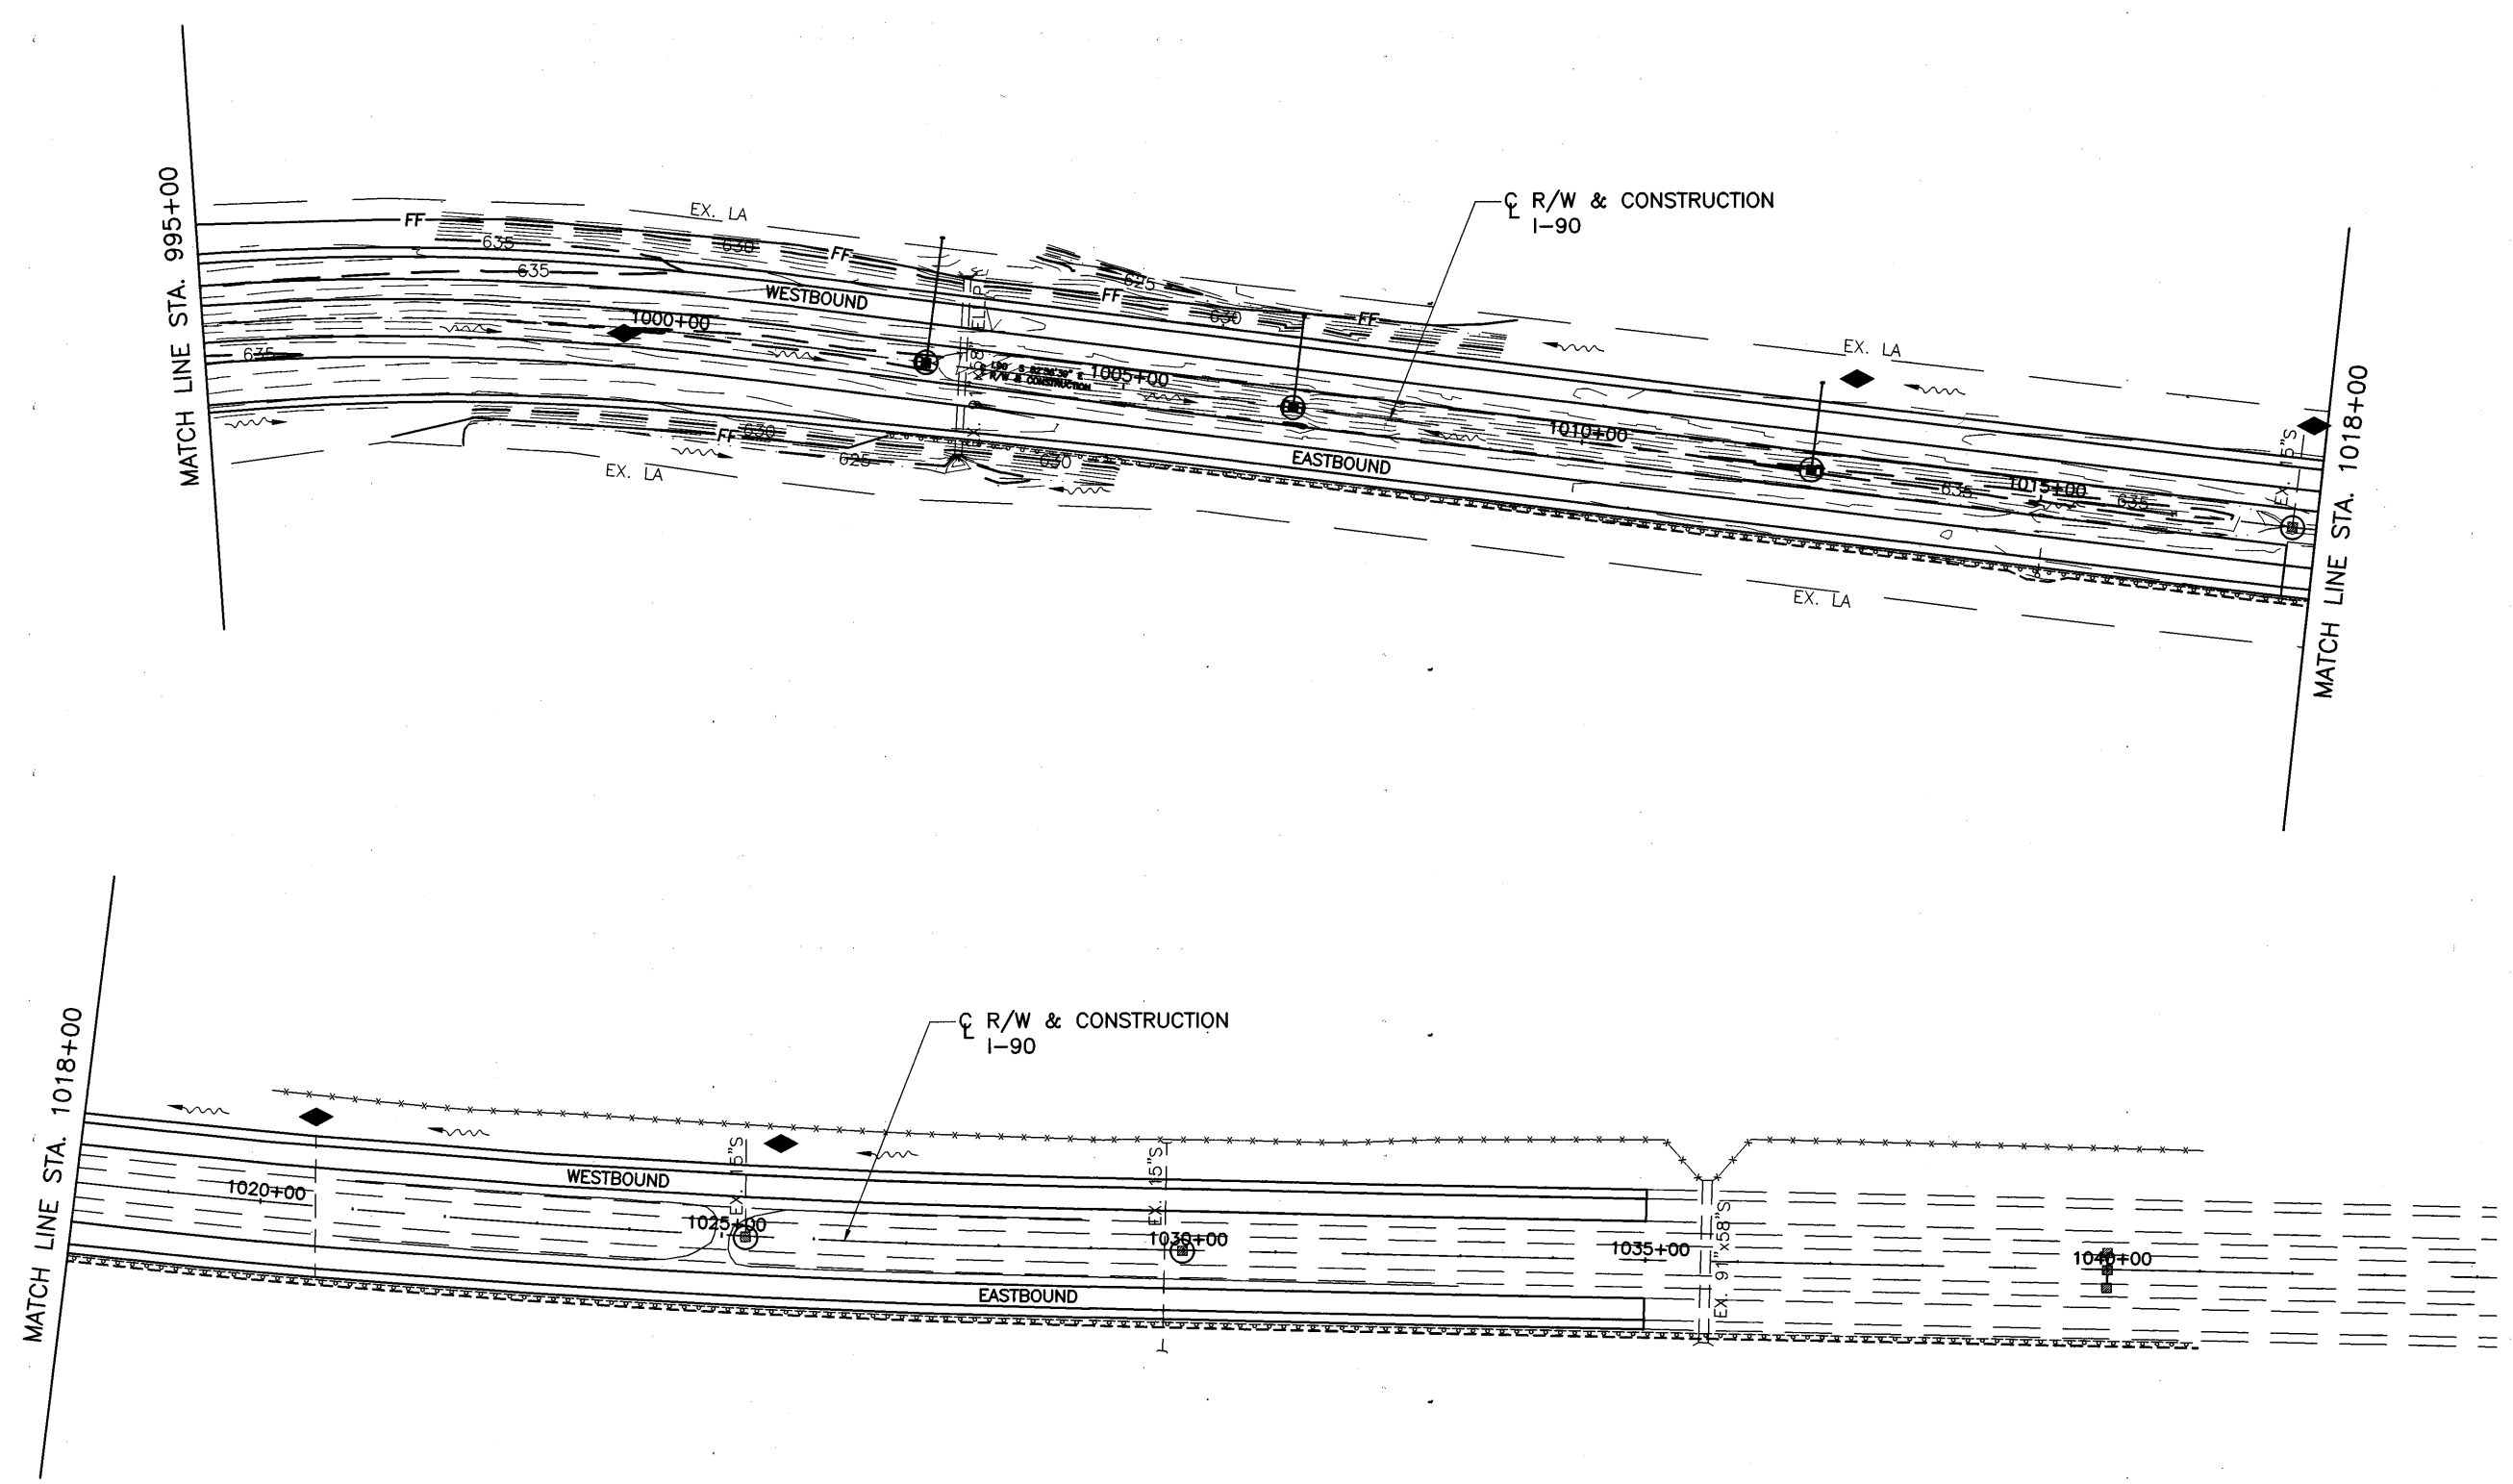 MATCH LINE STA. 995+00
EX. LA
FF
635
630
FF
635
625
FF
630
FF
WESTBOUND
1000+00
635
℄ R/W & CONSTRUCTION
I-90
EX. LA
R/W & CONSTRUCTION
1005+00
1010+00
EASTBOUND
FF
630
625
630
EX. LA
635
1015+00
635
EX. 15"S
EX. LA
MATCH LINE STA. 1018+00
MATCH LINE STA. 1018+00
℄ R/W & CONSTRUCTION
I-90
WESTBOUND
1020+00
EX. 15"S
1025+00
EX. 15"S
1030+00
1035+00
EX. 91"x58"S
1040+00
EASTBOUND